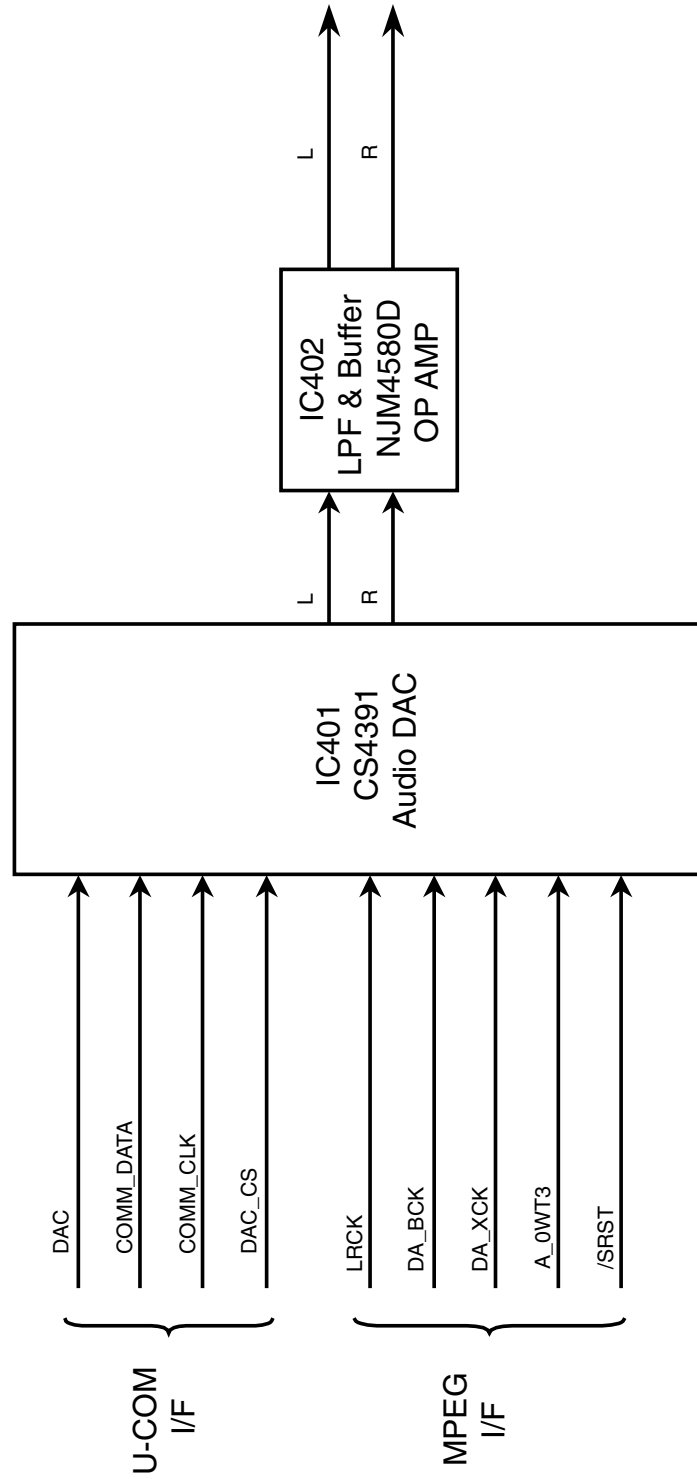 U-COM
I/F
DAC
COMM_DATA
COMM_CLK
DAC_CS
MPEG
I/F
LRCK
DA_BCK
DA_XCK
A_0WT3
/SRST
IC401
CS4391
Audio DAC
L
R
IC402
LPF & Buffer
NJM4580D
OP AMP
L
R